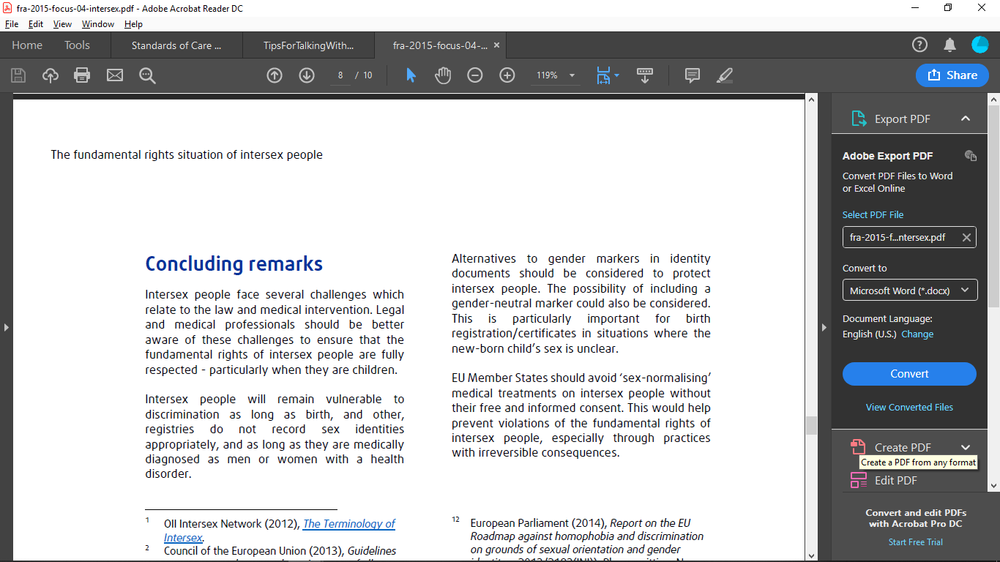 fra-2015-focus-04-intersex.pdf - Adobe Acrobat Reader DC
File Edit View Window Help
Home Tools Standards of Care ... TipsForTalkingWith... fra-2015-focus-04-... ×
8 / 10 119% Share
The fundamental rights situation of intersex people
Concluding remarks
Intersex people face several challenges which
relate to the law and medical intervention. Legal
and medical professionals should be better
aware of these challenges to ensure that the
fundamental rights of intersex people are fully
respected - particularly when they are children.
Intersex people will remain vulnerable to
discrimination as long as birth, and other,
registries do not record sex identities
appropriately, and as long as they are medically
diagnosed as men or women with a health
disorder.
1 OII Intersex Network (2012), The Terminology of
Intersex.
2 Council of the European Union (2013), Guidelines
Alternatives to gender markers in identity
documents should be considered to protect
intersex people. The possibility of including a
gender-neutral marker could also be considered.
This is particularly important for birth
registration/certificates in situations where the
new-born child's sex is unclear.
EU Member States should avoid 'sex-normalising'
medical treatments on intersex people without
their free and informed consent. This would help
prevent violations of the fundamental rights of
intersex people, especially through practices
with irreversible consequences.
12 European Parliament (2014), Report on the EU
Roadmap against homophobia and discrimination
on grounds of sexual orientation and gender
Export PDF
Adobe Export PDF
Convert PDF Files to Word
or Excel Online
Select PDF File
fra-2015-f...ntersex.pdf
Convert to
Microsoft Word (*.docx)
Document Language:
English (U.S.) Change
Convert
View Converted Files
Create PDF
Create a PDF from any format
Edit PDF
Convert and edit PDFs
with Acrobat Pro DC
Start Free Trial